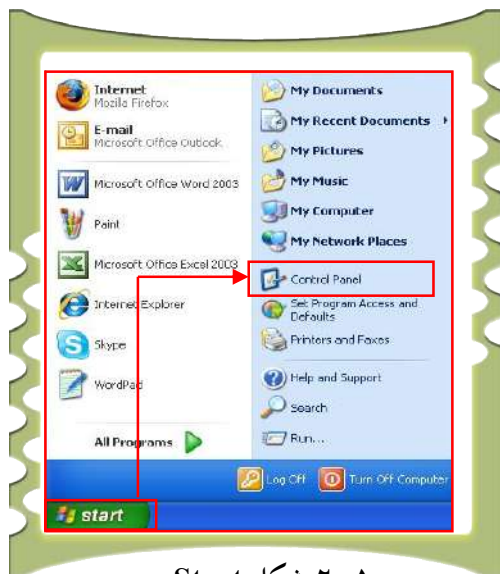 Internet
Mozilla Firefox
E-mail
Microsoft Office Outlook
Microsoft Office Word 2003
Paint
Microsoft Office Excel 2003
Internet Explorer
Skype
WordPad
All Programs
My Documents
My Recent Documents
My Pictures
My Music
My Computer
My Network Places
Control Panel
Set Program Access and
Defaults
Printers and Faxes
Help and Support
Search
Run...
Log Off
Turn Off Computer
start